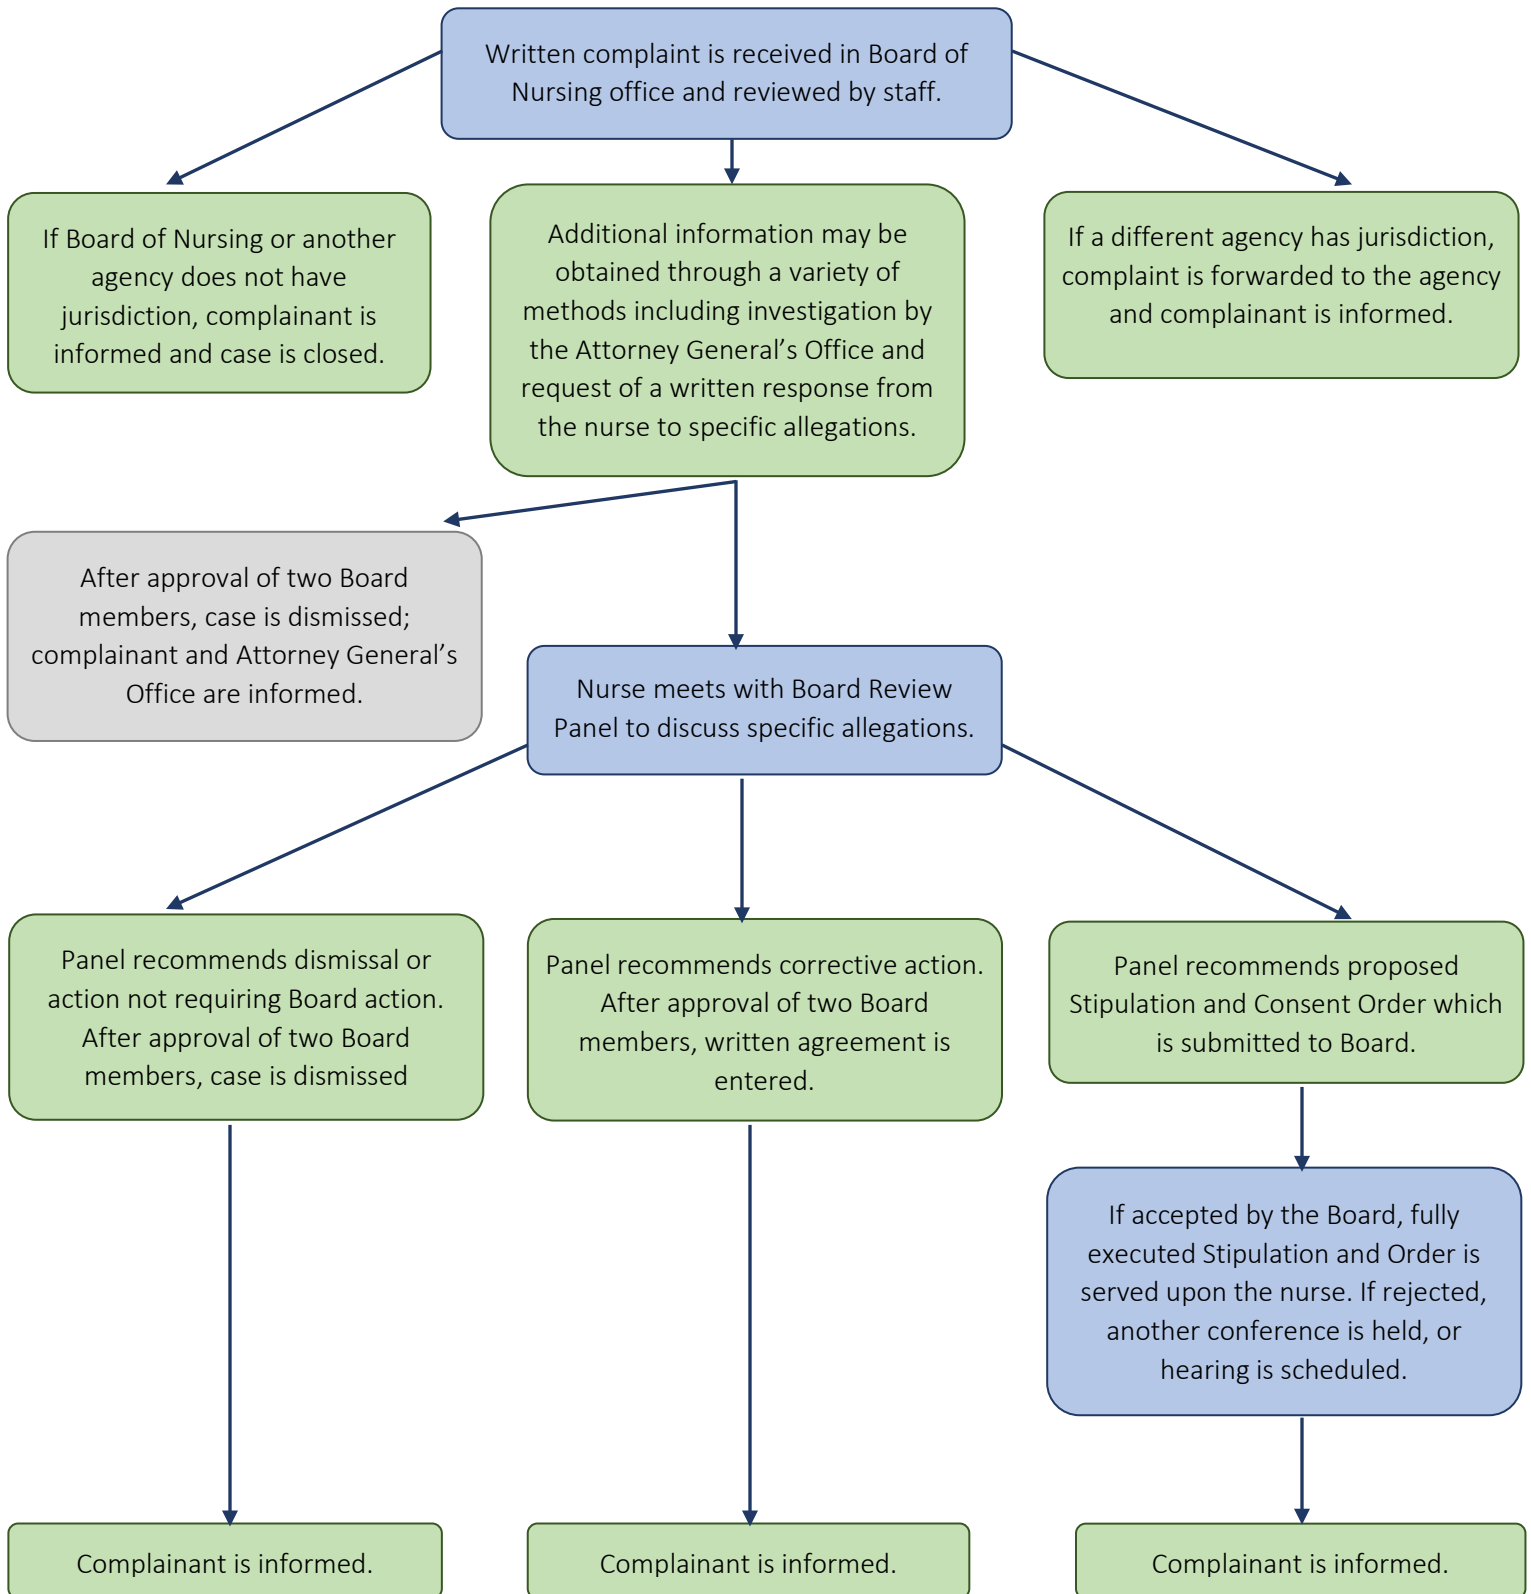 Written complaint is received in Board of
Nursing office and reviewed by staff.
If Board of Nursing or another
agency does not have
jurisdiction, complainant is
informed and case is closed.
Additional information may be
obtained through a variety of
methods including investigation by
the Attorney General’s Office and
request of a written response from
the nurse to specific allegations.
If a different agency has jurisdiction,
complaint is forwarded to the agency
and complainant is informed.
After approval of two Board
members, case is dismissed;
complainant and Attorney General’s
Office are informed.
Nurse meets with Board Review
Panel to discuss specific allegations.
Panel recommends dismissal or
action not requiring Board action.
After approval of two Board
members, case is dismissed
Panel recommends corrective action.
After approval of two Board
members, written agreement is
entered.
Panel recommends proposed
Stipulation and Consent Order which
is submitted to Board.
If accepted by the Board, fully
executed Stipulation and Order is
served upon the nurse. If rejected,
another conference is held, or
hearing is scheduled.
Complainant is informed.
Complainant is informed.
Complainant is informed.